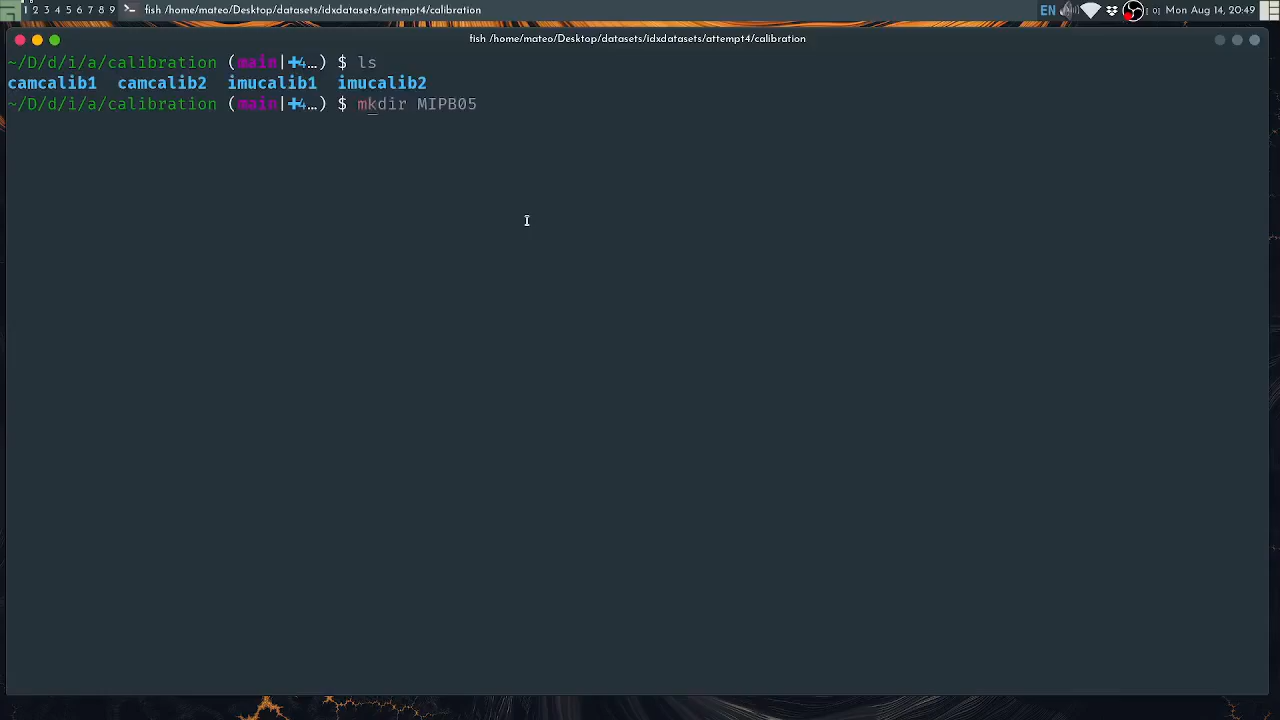 1 2 3 4 5 6 7 8 9 fish /home/mateo/Desktop/datasets/idxdatasets/attempt4/calibration EN Mon Aug 14, 20:49
fish /home/mateo/Desktop/datasets/idxdatasets/attempt4/calibration
~/D/d/i/a/calibration (main|✚4…) $ ls
camcalib1 camcalib2 imucalib1 imucalib2
~/D/d/i/a/calibration (main|✚4…) $ mkdir MIPB05